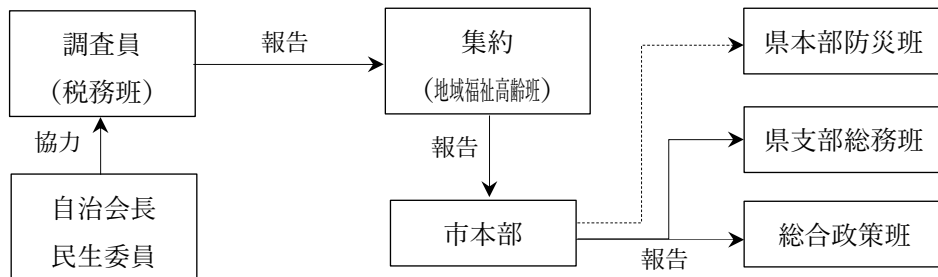 調査員
（税務班）
報告
集約
（地域福祉高齢班）
県本部防災班
協力
報告
県支部総務班
自治会長
民生委員
市本部
報告
総合政策班